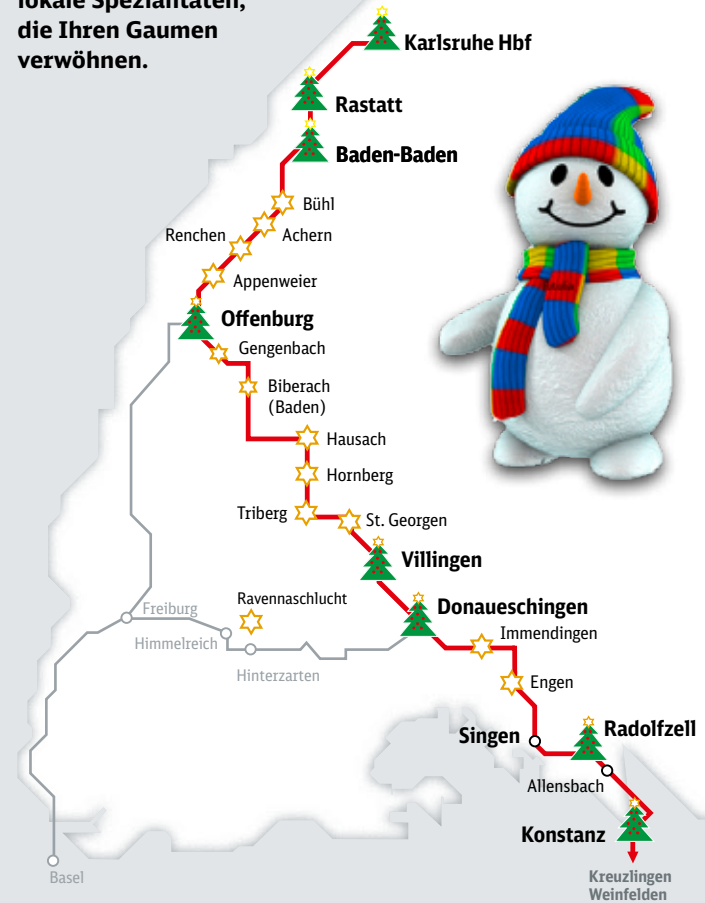 lokale Spezialitäten,
die Ihren Gaumen
verwöhnen.
Karlsruhe Hbf
Rastatt
Baden-Baden
Bühl
Achern
Renchen
Appenweier
Offenburg
Gengenbach
Biberach
(Baden)
Hausach
Hornberg
Triberg
St. Georgen
Villingen
Donaueschingen
Ravennaschlucht
Freiburg
Himmelreich
Hinterzarten
Immendingen
Engen
Singen
Radolfzell
Allensbach
Konstanz
Basel
Kreuzlingen
Weinfelden